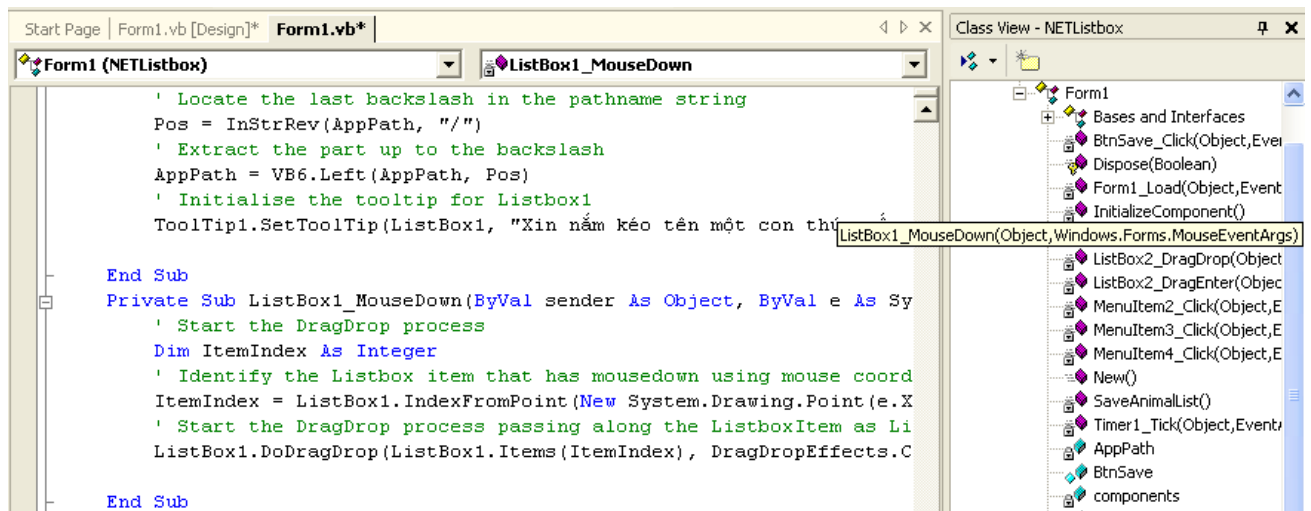 Start Page Form1.vb [Design]* Form1.vb*
Form1 (NETListbox) ListBox1_MouseDown
' Locate the last backslash in the pathname string
Pos = InStrRev(AppPath, "/")
' Extract the part up to the backslash
AppPath = VB6.Left(AppPath, Pos)
' Initialise the tooltip for Listbox1
ToolTip1.SetToolTip(ListBox1, "Xin nắm kéo tên một con thú
End Sub
Private Sub ListBox1_MouseDown(ByVal sender As Object, ByVal e As Sy
' Start the DragDrop process
Dim ItemIndex As Integer
' Identify the Listbox item that has mousedown using mouse coord
ItemIndex = ListBox1.IndexFromPoint(New System.Drawing.Point(e.X
' Start the DragDrop process passing along the ListboxItem as Li
ListBox1.DoDragDrop(ListBox1.Items(ItemIndex), DragDropEffects.C
End Sub
Class View - NETListbox
Form1
Bases and Interfaces
BtnSave_Click(Object,Ever
Dispose(Boolean)
Form1_Load(Object,Event
InitializeComponent()
ListBox1_MouseDown(Object,Windows.Forms.MouseEventArgs)
ListBox2_DragDrop(Object
ListBox2_DragEnter(Objec
MenuItem2_Click(Object,E
MenuItem3_Click(Object,E
MenuItem4_Click(Object,E
New()
SaveAnimalList()
Timer1_Tick(Object,Event
AppPath
BtnSave
components